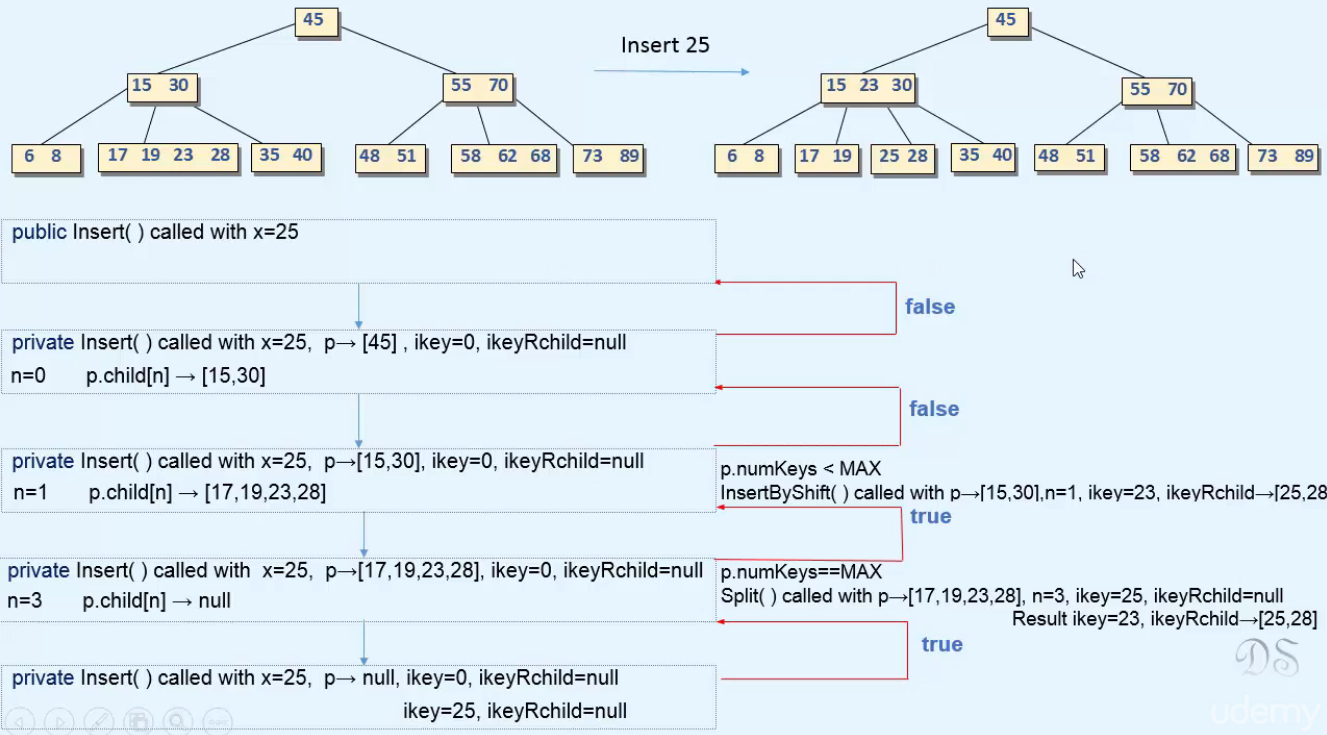 45
Insert 25
45
15 30
55 70
15 23 30
55 70
6 8
17 19 23 28
35 40
48 51
58 62 68
73 89
6 8
17 19
25 28
35 40
48 51
58 62 68
73 89
public Insert( ) called with x=25
false
private Insert( ) called with x=25, p→ [45] , ikey=0, ikeyRchild=null
n=0 p.child[n] → [15,30]
false
private Insert( ) called with x=25, p→[15,30], ikey=0, ikeyRchild=null
n=1 p.child[n] → [17,19,23,28]
p.numKeys < MAX
InsertByShift( ) called with p→[15,30],n=1, ikey=23, ikeyRchild→[25,28
true
private Insert( ) called with x=25, p→[17,19,23,28], ikey=0, ikeyRchild=null
n=3 p.child[n] → null
p.numKeys==MAX
Split( ) called with p→[17,19,23,28], n=3, ikey=25, ikeyRchild=null
Result ikey=23, ikeyRchild→[25,28]
true
private Insert( ) called with x=25, p→ null, ikey=0, ikeyRchild=null
ikey=25, ikeyRchild=null
DS
udemy